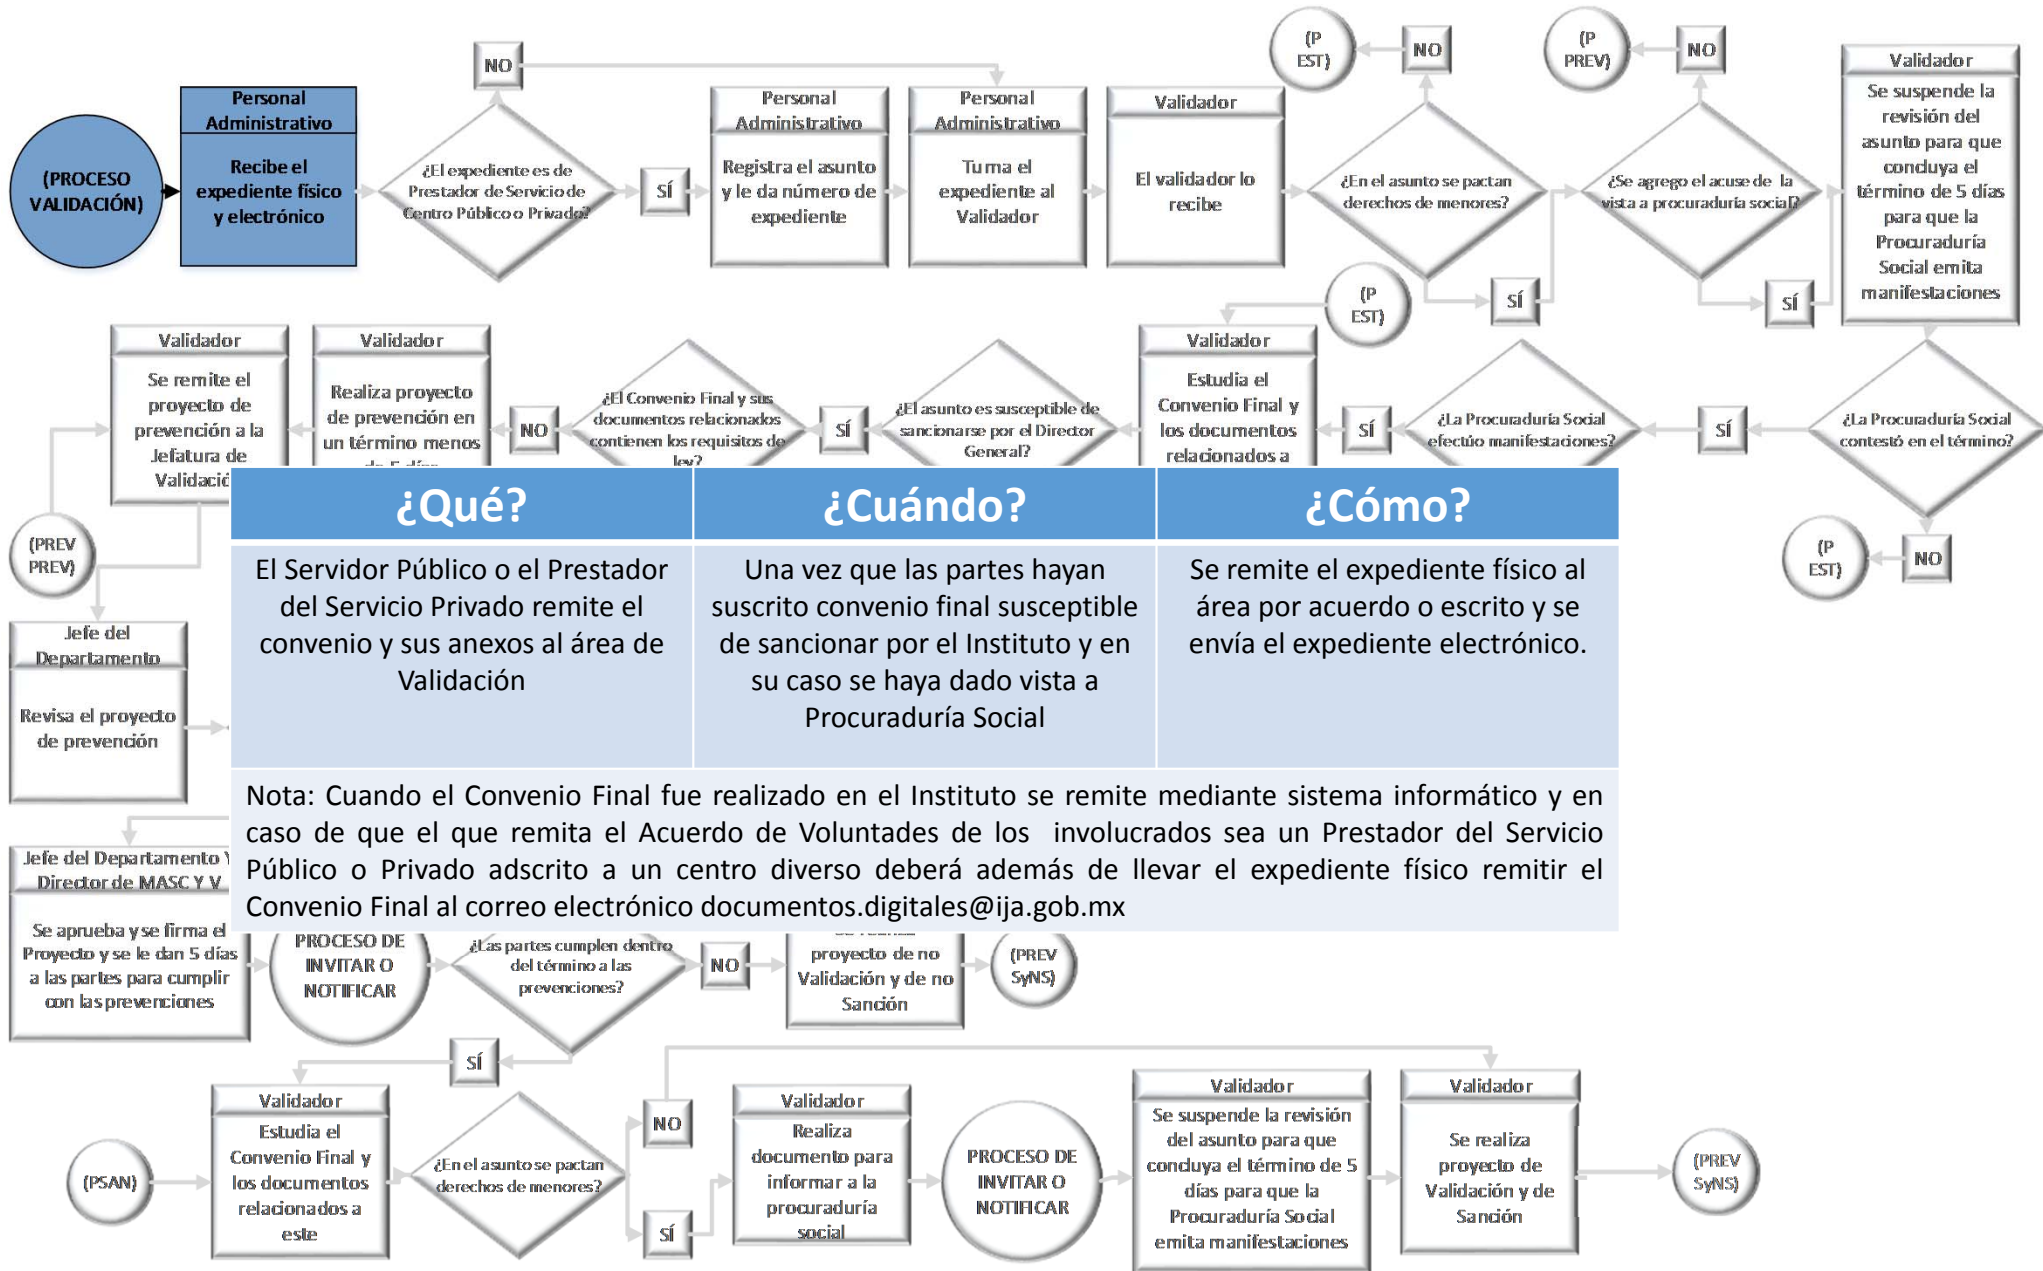 (PROCESO
VALIDACIÓN)
Personal
Administrativo
Recibe el
expediente físico
y electrónico
NO
¿El expediente es de
Prestador de Servicio de
Centro Público o Privado?
SÍ
Personal
Administrativo
Registra el asunto
y le da número de
expediente
Personal
Administrativo
Turna el
expediente al
Validador
Validador
El validador lo
recibe
(P
EST)
NO
¿En el asunto se pactan
derechos de menores?
SÍ
(P
PREV)
NO
¿Se agrego el acuse de la
vista a procuraduría social?
SÍ
Validador
Se suspende la
revisión del
asunto para que
concluya el
término de 5 días
para que la
Procuraduría
Social emita
manifestaciones
Validador
Se remite el
proyecto de
prevención a la
Jefatura de
Validació
Validador
Realiza proyecto
de prevención en
un término menos
de 5 días
NO
¿El Convenio Final y sus
documentos relacionados
contienen los requisitos de
ley?
SÍ
¿El asunto es susceptible de
sancionarse por el Director
General?
(P
EST)
Validador
Estudia el
Convenio Final y
los documentos
relacionados a
SÍ
¿La Procuraduría Social
efectúo manifestaciones?
SÍ
¿La Procuraduría Social
contestó en el término?
NO
(P
EST)
(PREV
PREV)
¿Qué?
¿Cuándo?
¿Cómo?
El Servidor Público o el Prestador
del Servicio Privado remite el
convenio y sus anexos al área de
Validación
Una vez que las partes hayan
suscrito convenio final susceptible
de sancionar por el Instituto y en
su caso se haya dado vista a
Procuraduría Social
Se remite el expediente físico al
área por acuerdo o escrito y se
envía el expediente electrónico.
Nota: Cuando el Convenio Final fue realizado en el Instituto se remite mediante sistema informático y en
caso de que el que remita el Acuerdo de Voluntades de los involucrados sea un Prestador del Servicio
Público o Privado adscrito a un centro diverso deberá además de llevar el expediente físico remitir el
Convenio Final al correo electrónico documentos.digitales@ija.gob.mx
Jefe del
Departamento
Revisa el proyecto
de prevención
Jefe del Departamento Y
Director de MASC Y V
Se aprueba y se firma el
Proyecto y se le dan 5 días
a las partes para cumplir
con las prevenciones
PROCESO DE
INVITAR O
NOTIFICAR
¿Las partes cumplen dentro
del término a las
prevenciones?
NO
Se realiza
proyecto de no
Validación y de no
Sanción
(PREV
SyNS)
SÍ
(PSAN)
Validador
Estudia el
Convenio Final y
los documentos
relacionados a
este
¿En el asunto se pactan
derechos de menores?
NO
SÍ
Validador
Realiza
documento para
informar a la
procuraduría
social
PROCESO DE
INVITAR O
NOTIFICAR
Validador
Se suspende la revisión
del asunto para que
concluya el término de 5
días para que la
Procuraduría Social
emita manifestaciones
Validador
Se realiza
proyecto de
Validación y de
Sanción
(PREV
SyNS)